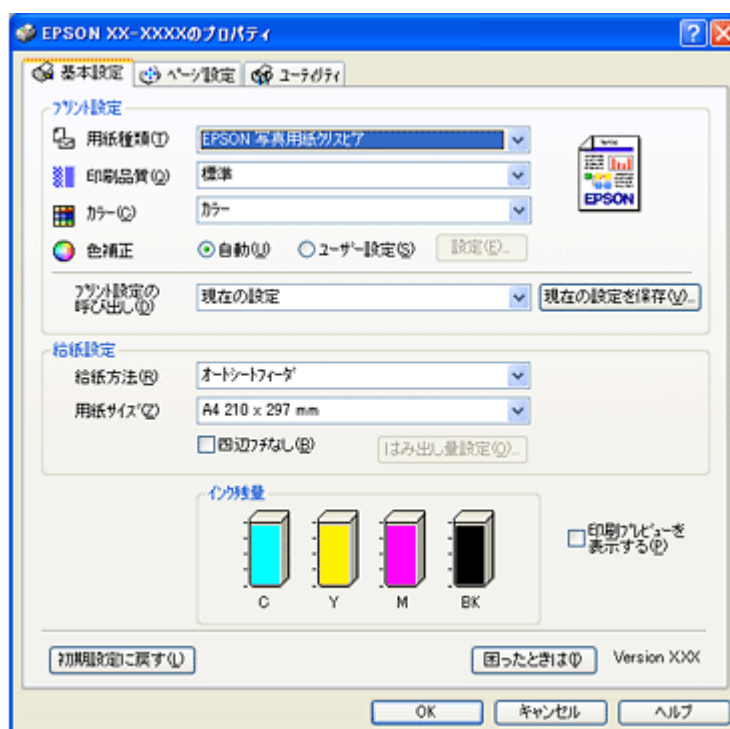 EPSON XX-XXXXのプロパティ
基本設定 ページ設定 ユーティリティ
プリント設定
用紙種類(T) EPSON 写真用紙クリスピア
印刷品質(Q) 標準
カラー(C) カラー
EPSON
色補正 自動(U) ユーザー設定(S) 設定(E)...
プリント設定の
呼び出し(D) 現在の設定 現在の設定を保存(V)...
給紙設定
給紙方法(R) オートシートフィーダ
用紙サイズ(Z) A4 210 x 297 mm
四辺フチなし(B) はみ出し量設定(O)...
インク残量
C Y M BK
印刷プレビューを
表示する(P)
初期設定に戻す(L) 困ったときは(I) Version X.XX
OK キャンセル ヘルプ